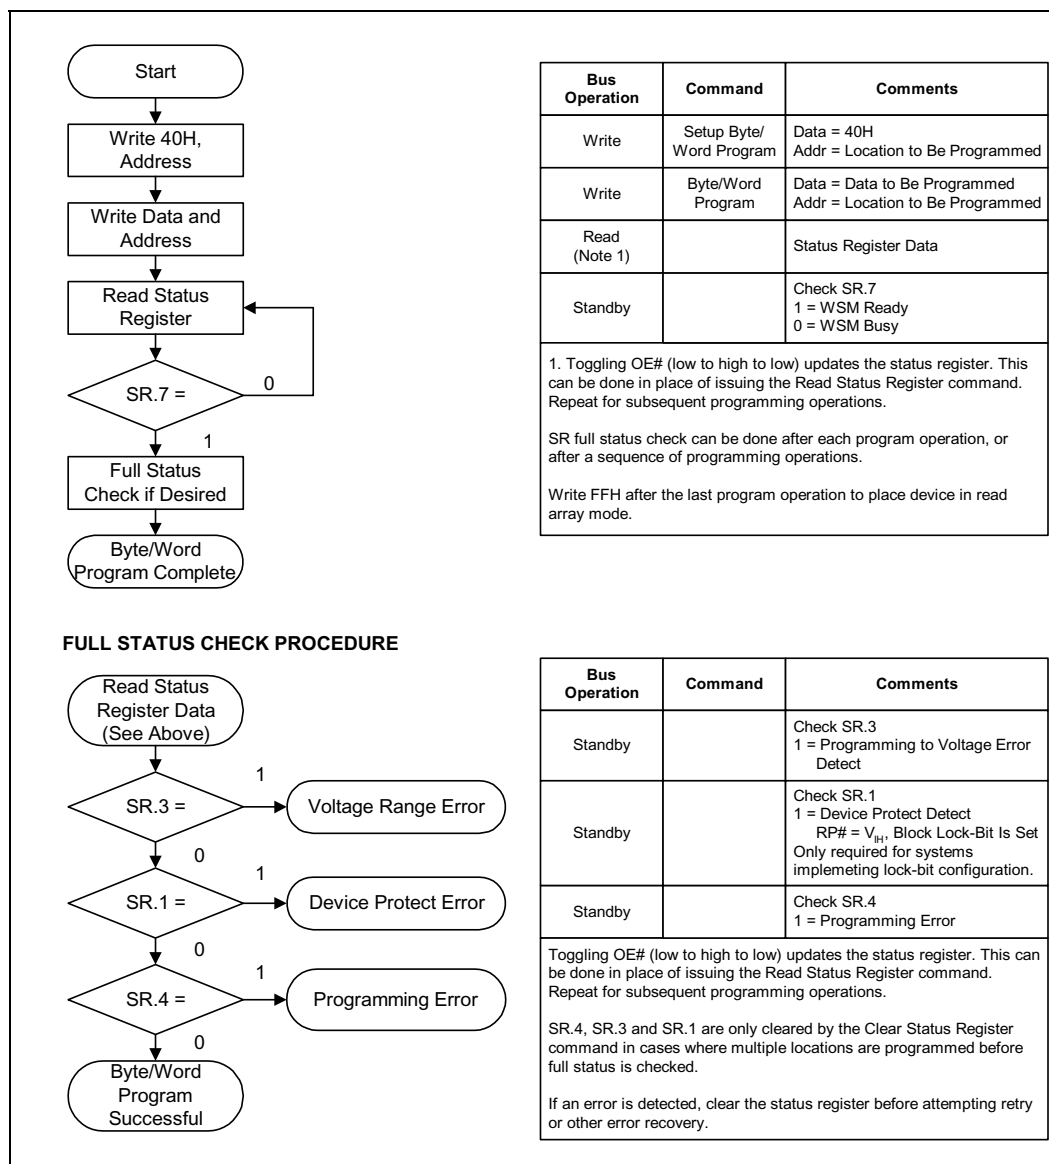 Start
Write 40H,
Address
Write Data and
Address
Read Status
Register
SR.7 =
0
1
Full Status
Check if Desired
Byte/Word
Program Complete
Bus
Operation
Command
Comments
Write
Setup Byte/
Word Program
Data = 40H
Addr = Location to Be Programmed
Write
Byte/Word
Program
Data = Data to Be Programmed
Addr = Location to Be Programmed
Read
(Note 1)
Status Register Data
Standby
Check SR.7
1 = WSM Ready
0 = WSM Busy
1. Toggling OE# (low to high to low) updates the status register. This
can be done in place of issuing the Read Status Register command.
Repeat for subsequent programming operations.
SR full status check can be done after each program operation, or
after a sequence of programming operations.
Write FFH after the last program operation to place device in read
array mode.
FULL STATUS CHECK PROCEDURE
Read Status
Register Data
(See Above)
SR.3 =
1
Voltage Range Error
0
SR.1 =
1
Device Protect Error
0
SR.4 =
1
Programming Error
0
Byte/Word
Program
Successful
Bus
Operation
Command
Comments
Standby
Check SR.3
1 = Programming to Voltage Error
Detect
Standby
Check SR.1
1 = Device Protect Detect
RP# = VIH, Block Lock-Bit Is Set
Only required for systems
implemeting lock-bit configuration.
Standby
Check SR.4
1 = Programming Error
Toggling OE# (low to high to low) updates the status register. This can
be done in place of issuing the Read Status Register command.
Repeat for subsequent programming operations.
SR.4, SR.3 and SR.1 are only cleared by the Clear Status Register
command in cases where multiple locations are programmed before
full status is checked.
If an error is detected, clear the status register before attempting retry
or other error recovery.